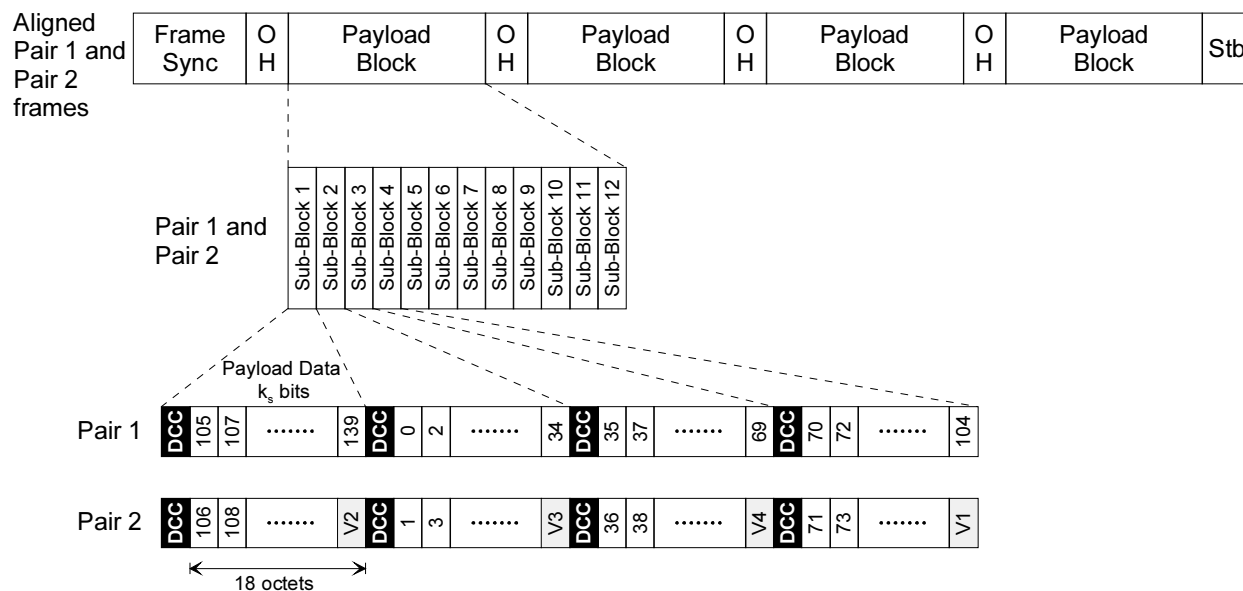 Aligned
Pair 1 and
Pair 2
frames
Frame
Sync
O
H
Payload
Block
O
H
Payload
Block
O
H
Payload
Block
O
H
Payload
Block
Stb
Pair 1 and
Pair 2
Sub-Block 1
Sub-Block 2
Sub-Block 3
Sub-Block 4
Sub-Block 5
Sub-Block 6
Sub-Block 7
Sub-Block 8
Sub-Block 9
Sub-Block 10
Sub-Block 11
Sub-Block 12
Payload Data
kₛ bits
Pair 1
DCC 105 107 ....... 139 DCC 0 2 ....... 34 DCC 35 37 ....... 69 DCC 70 72 ....... 104
Pair 2
DCC 106 108 ....... V2 DCC 1 3 ....... V3 DCC 36 38 ....... V4 DCC 71 73 ....... V1
18 octets